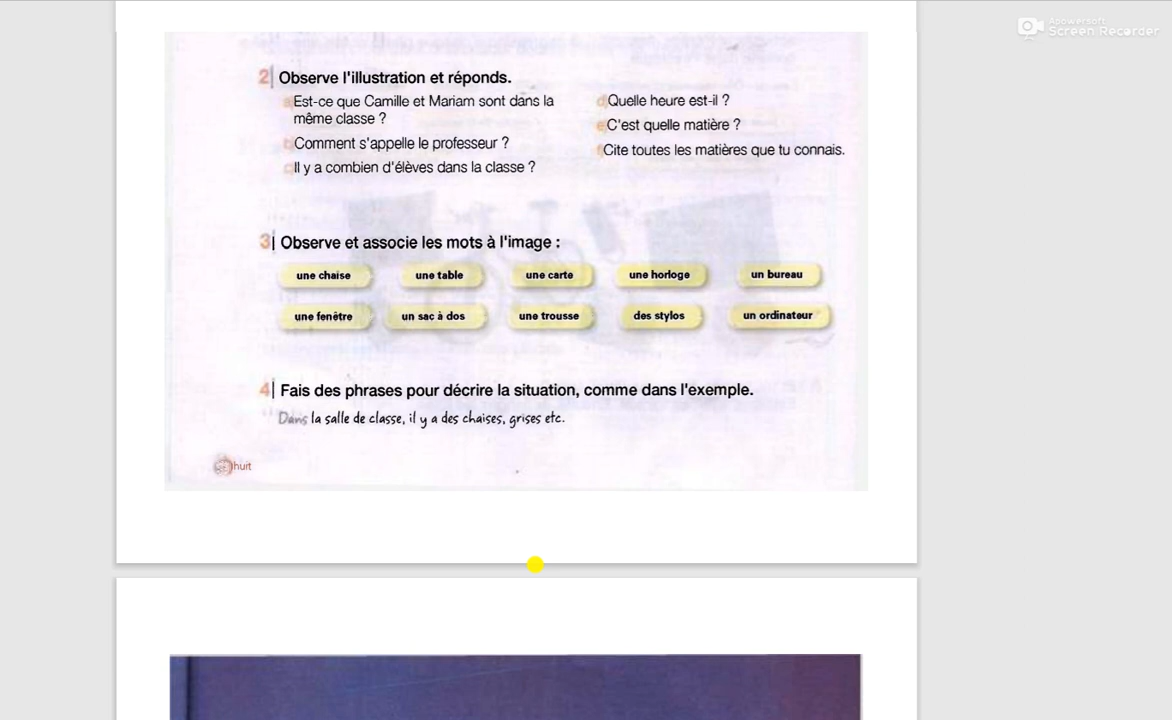 Apowersoft
Screen Recorder
2 Observe l'illustration et réponds.
a Est-ce que Camille et Mariam sont dans la
même classe ?
b Comment s'appelle le professeur ?
c Il y a combien d'élèves dans la classe ?
d Quelle heure est-il ?
e C'est quelle matière ?
f Cite toutes les matières que tu connais.
3 Observe et associe les mots à l'image :
une chaise une table une carte une horloge un bureau
une fenêtre un sac à dos une trousse des stylos un ordinateur
4 Fais des phrases pour décrire la situation, comme dans l'exemple.
Dans la salle de classe, il y a des chaises, grises etc.
huit